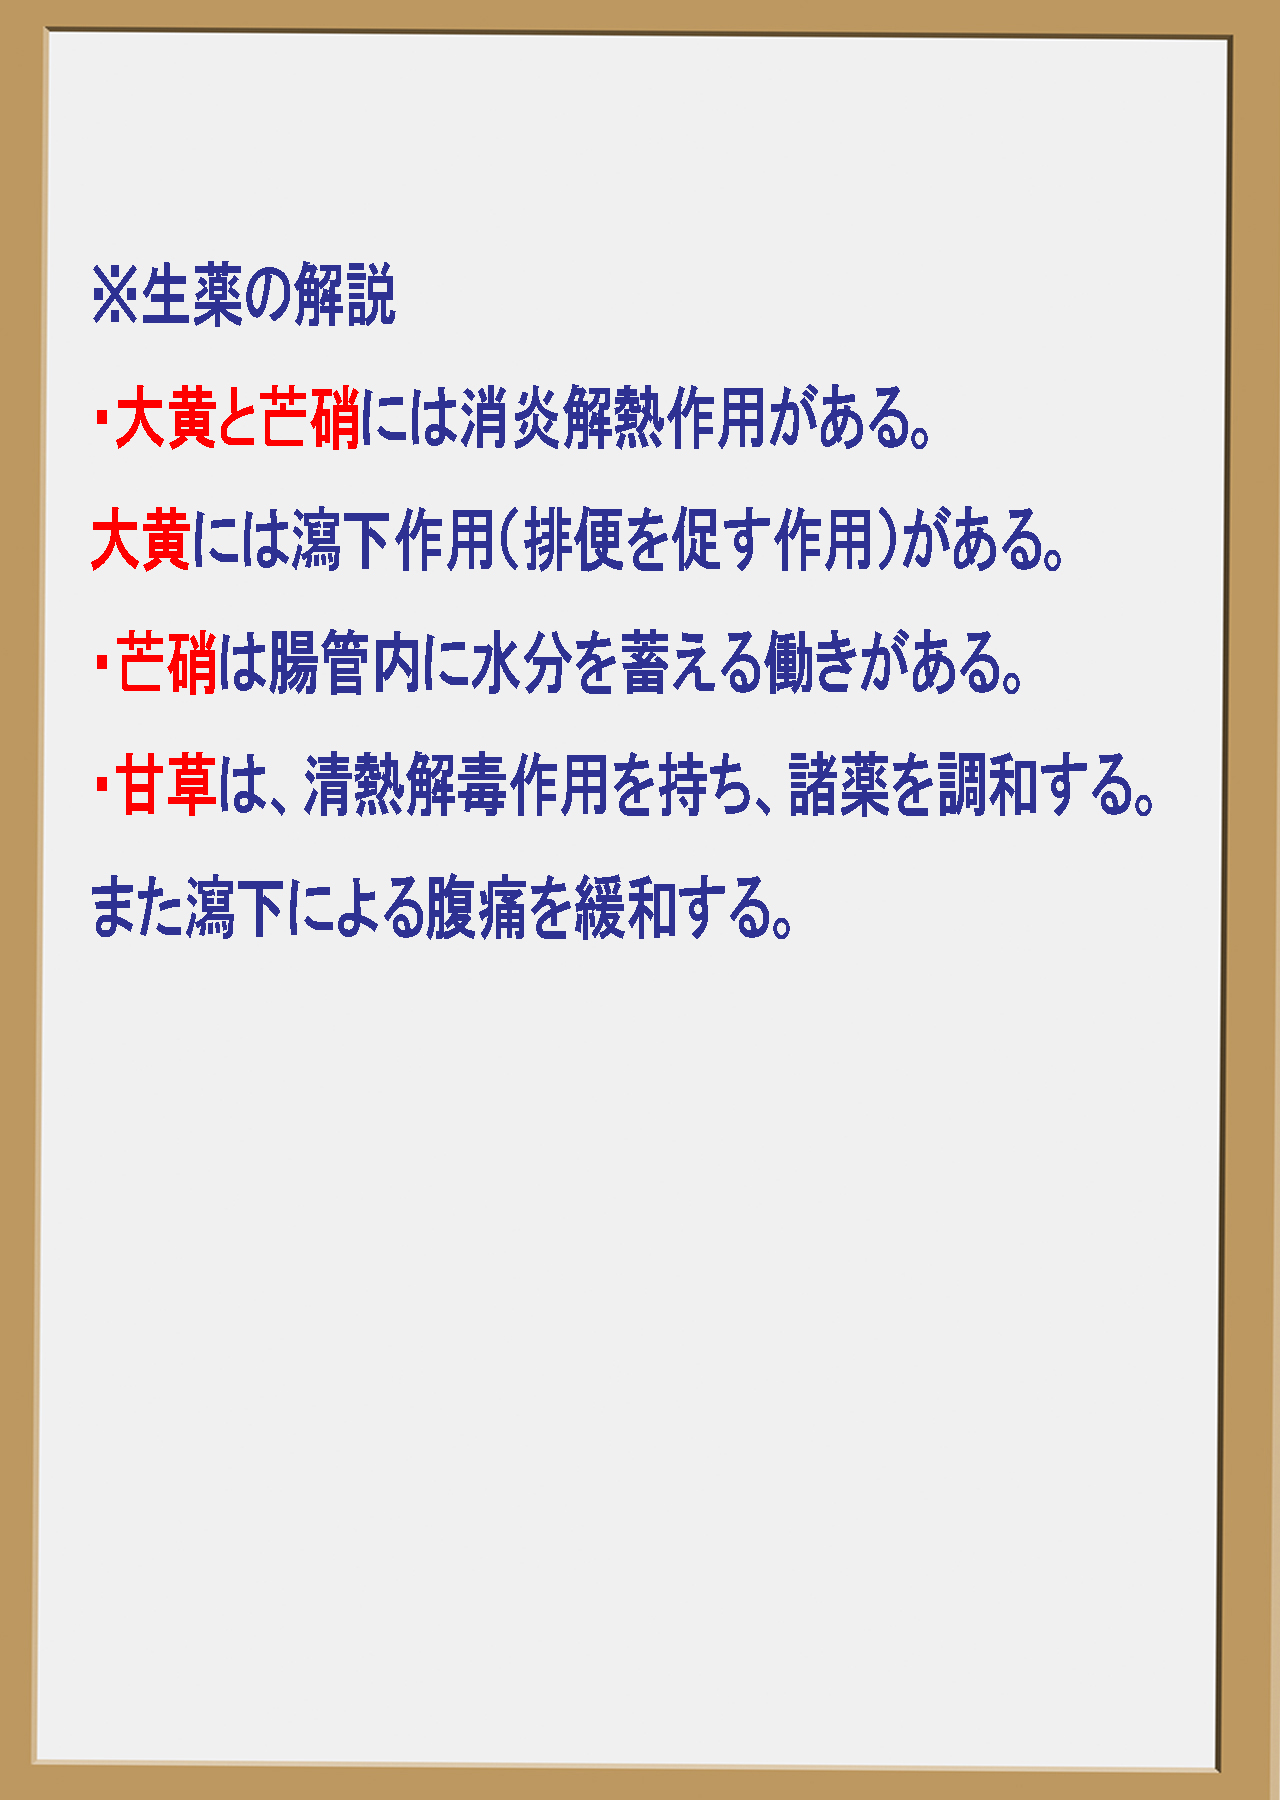 ※生薬の解説
・大黄と芒硝には消炎解熱作用がある。
大黄には瀉下作用(排便を促す作用)がある。
・芒硝は腸管内に水分を蓄える働きがある。
・甘草は、清熱解毒作用を持ち、諸薬を調和する。
また瀉下による腹痛を緩和する。